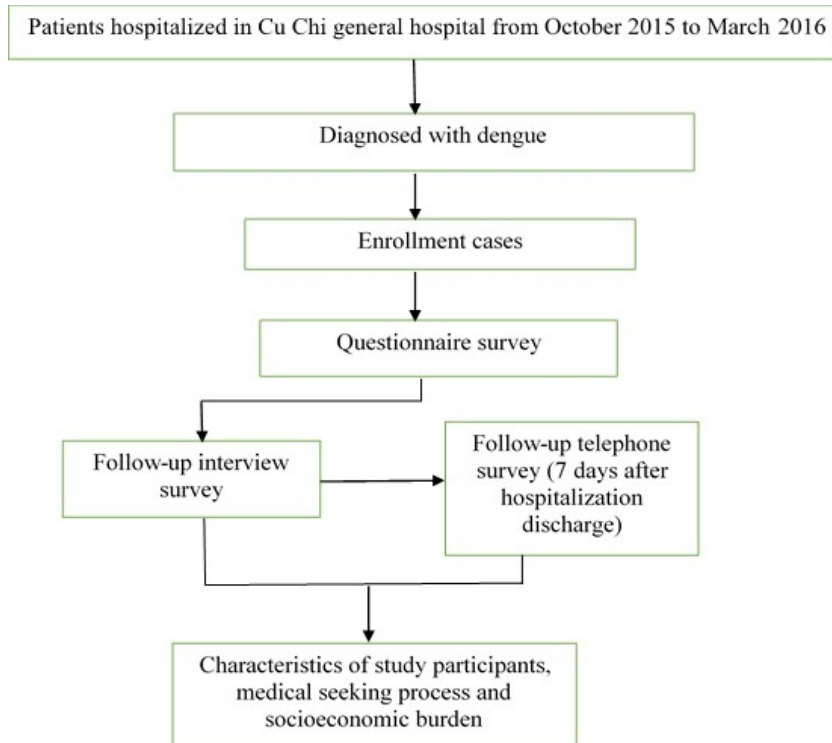 Patients hospitalized in Cu Chi general hospital from October 2015 to March 2016
Diagnosed with dengue
Enrollment cases
Questionnaire survey
Follow-up interview
survey
Follow-up telephone
survey (7 days after
hospitalization
discharge)
Characteristics of study participants,
medical seeking process and
socioeconomic burden